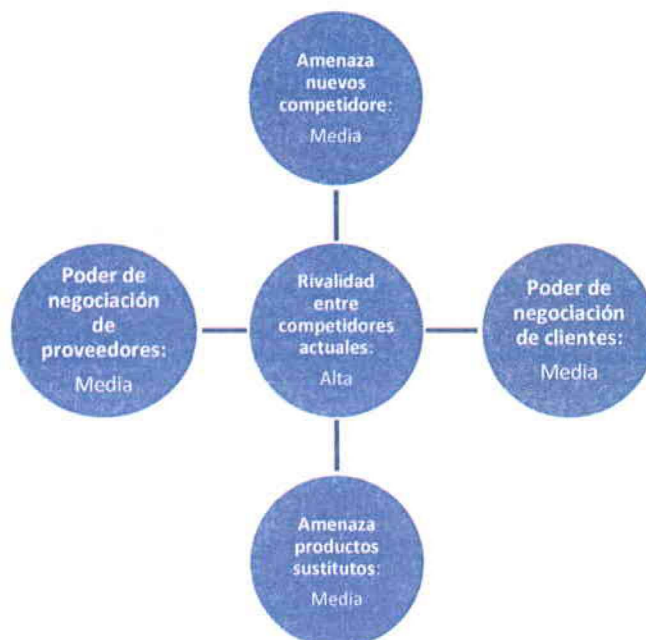 Amenaza
nuevos
competidore:
Media
Poder de
negociación
de
proveedores:
Media
Rivalidad
entre
competidores
actuales:
Alta
Poder de
negociación
de clientes:
Media
Amenaza
productos
sustitutos:
Media